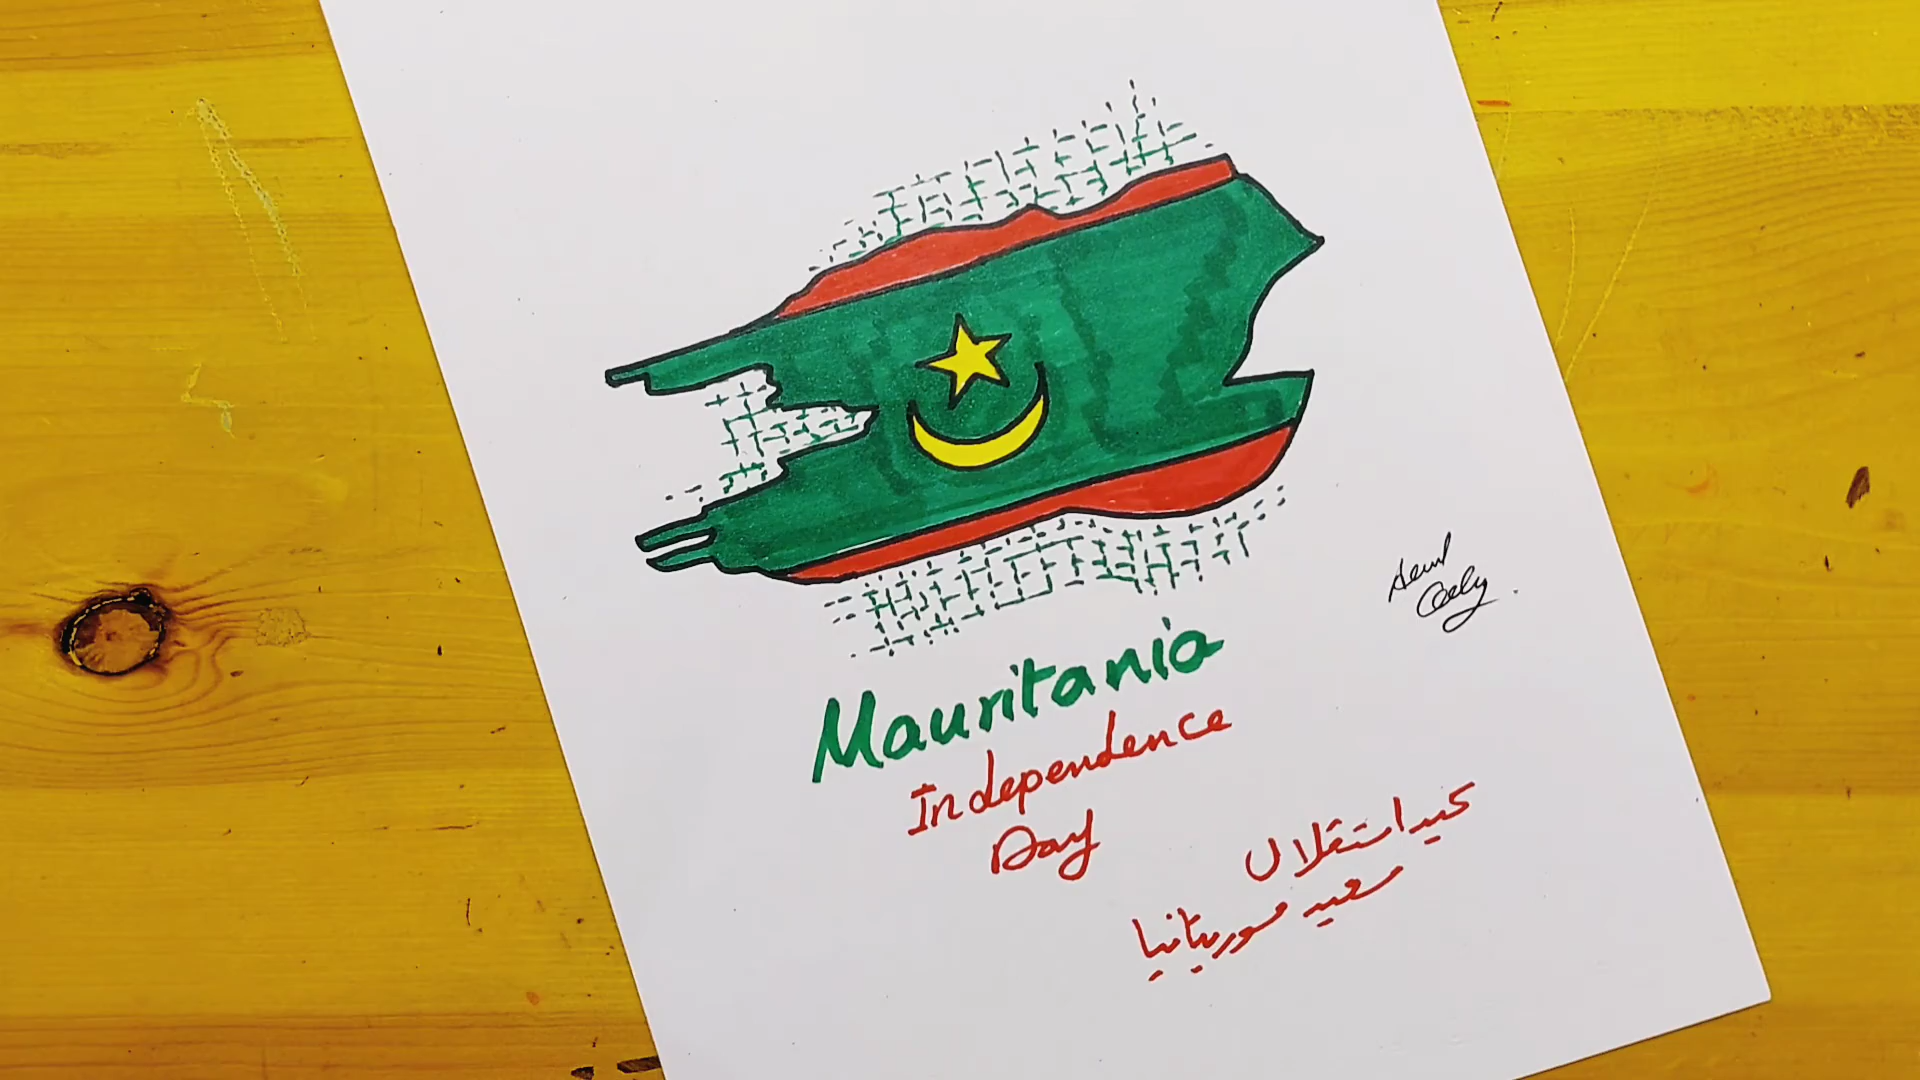 Mauritania
Independence
Day
عيد استقلال
سعيد موريتانيا